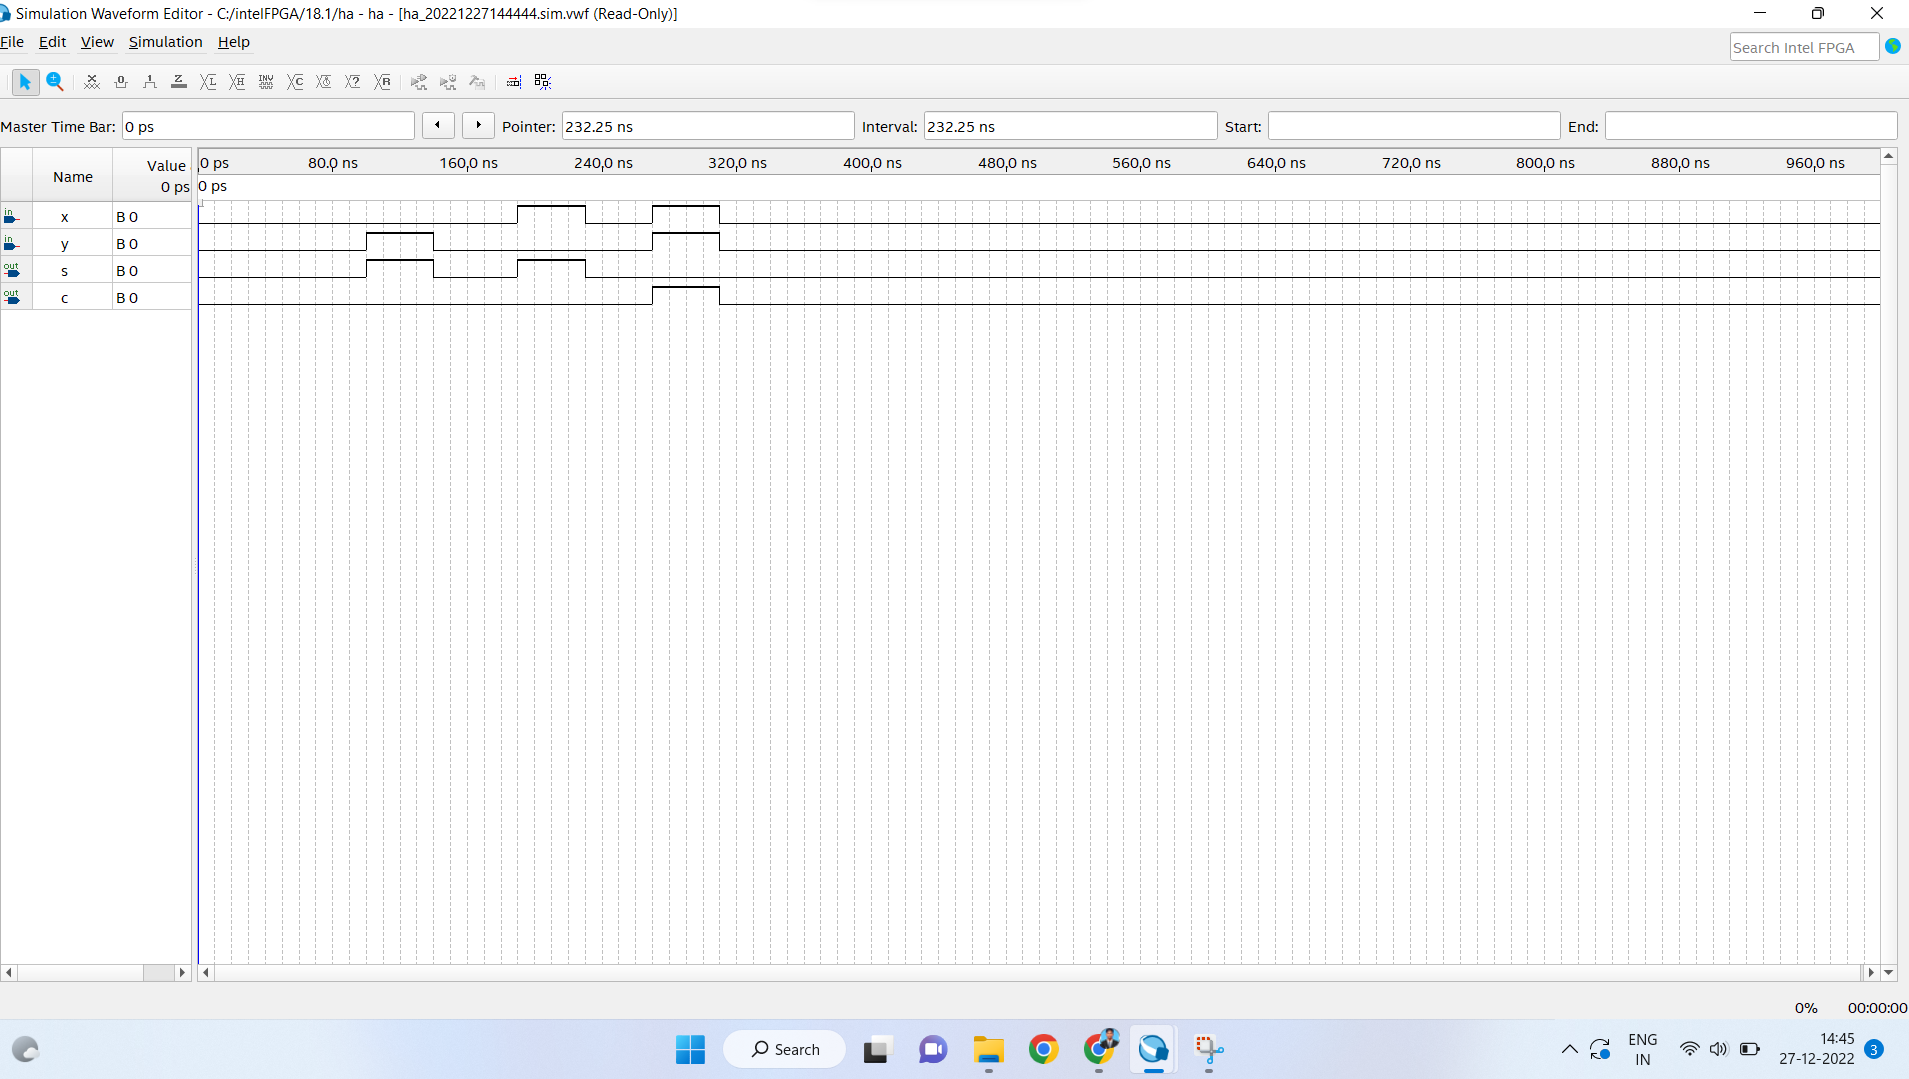 Simulation Waveform Editor - C:/intelFPGA/18.1/ha - ha - [ha_20221227144444.sim.vwf (Read-Only)]
File Edit View Simulation Help
Search Intel FPGA
Master Time Bar: 0 ps Pointer: 232.25 ns Interval: 232.25 ns Start: End:
Name Value
0 ps
0 ps 80.0 ns 160.0 ns 240.0 ns 320.0 ns 400.0 ns 480.0 ns 560.0 ns 640.0 ns 720.0 ns 800.0 ns 880.0 ns 960.0 ns
0 ps
in x B 0
in y B 0
out s B 0
out c B 0
0% 00:00:00
Search
ENG
IN
14:45
27-12-2022
3